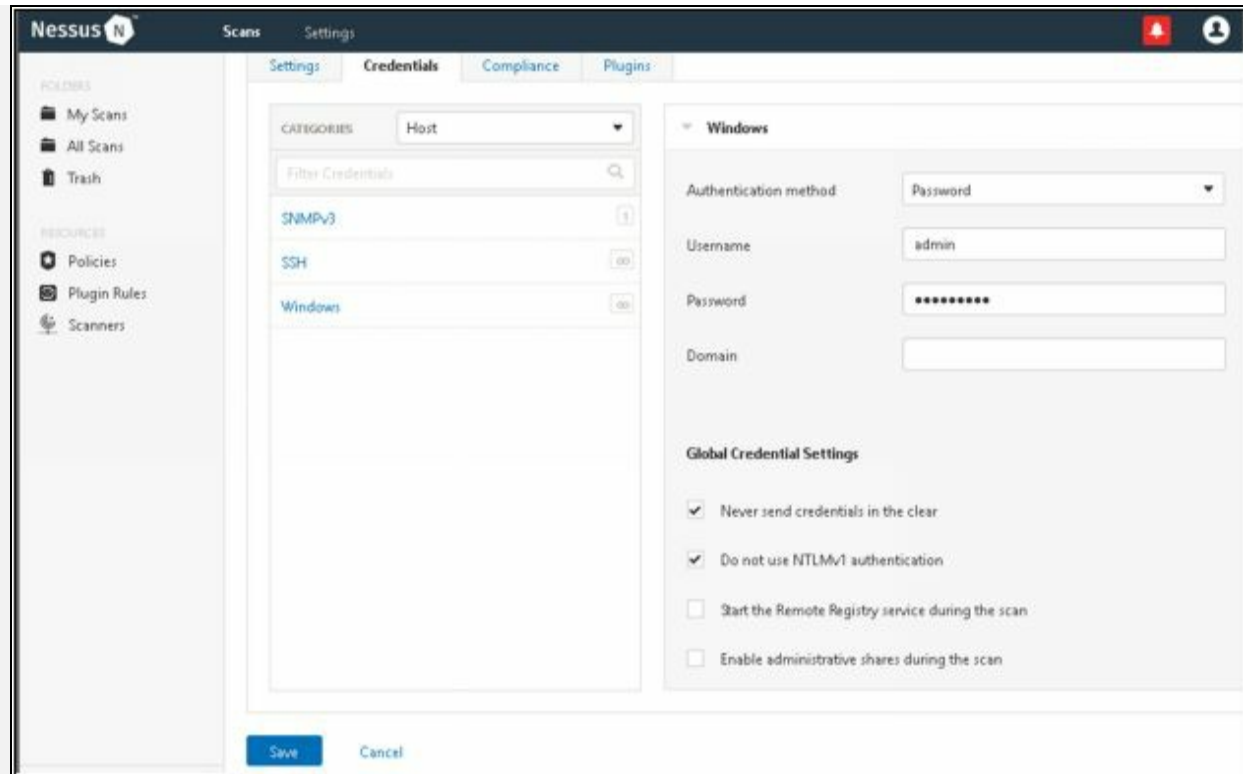 Nessus N
Scans Settings
Settings Credentials Compliance Plugins
FOLDERS
My Scans
All Scans
Trash
RESOURCES
Policies
Plugin Rules
Scanners
CATEGORIES Host
Filter Credentials
SNMPv3 1
SSH ∞
Windows ∞
Windows
Authentication method Password
Username admin
Password •••••••••
Domain
Global Credential Settings
Never send credentials in the clear
Do not use NTLMv1 authentication
Start the Remote Registry service during the scan
Enable administrative shares during the scan
Save Cancel